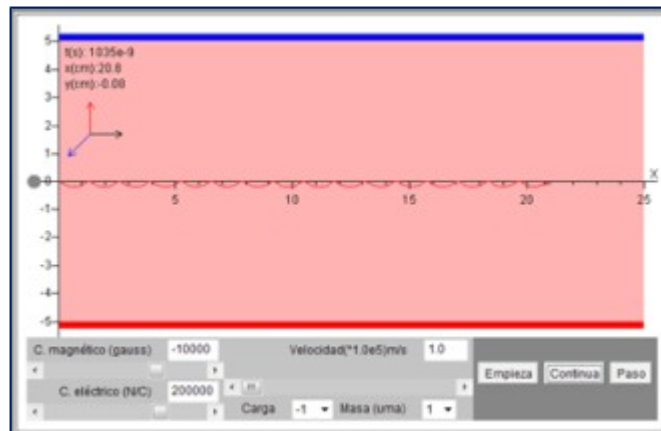 5
t(s): 1035e-9
x(cm):20.8
y(cm):-0.08
4
3
2
1
0
X
5 10 15 20 25
-1
-2
-3
-4
-5
C. magnético (gauss) -10000 Velocidad(*1.0e5)m/s 1.0
Empieza Continua Paso
C. eléctrico (N/C) 200000 m
Carga -1 Masa (uma) 1